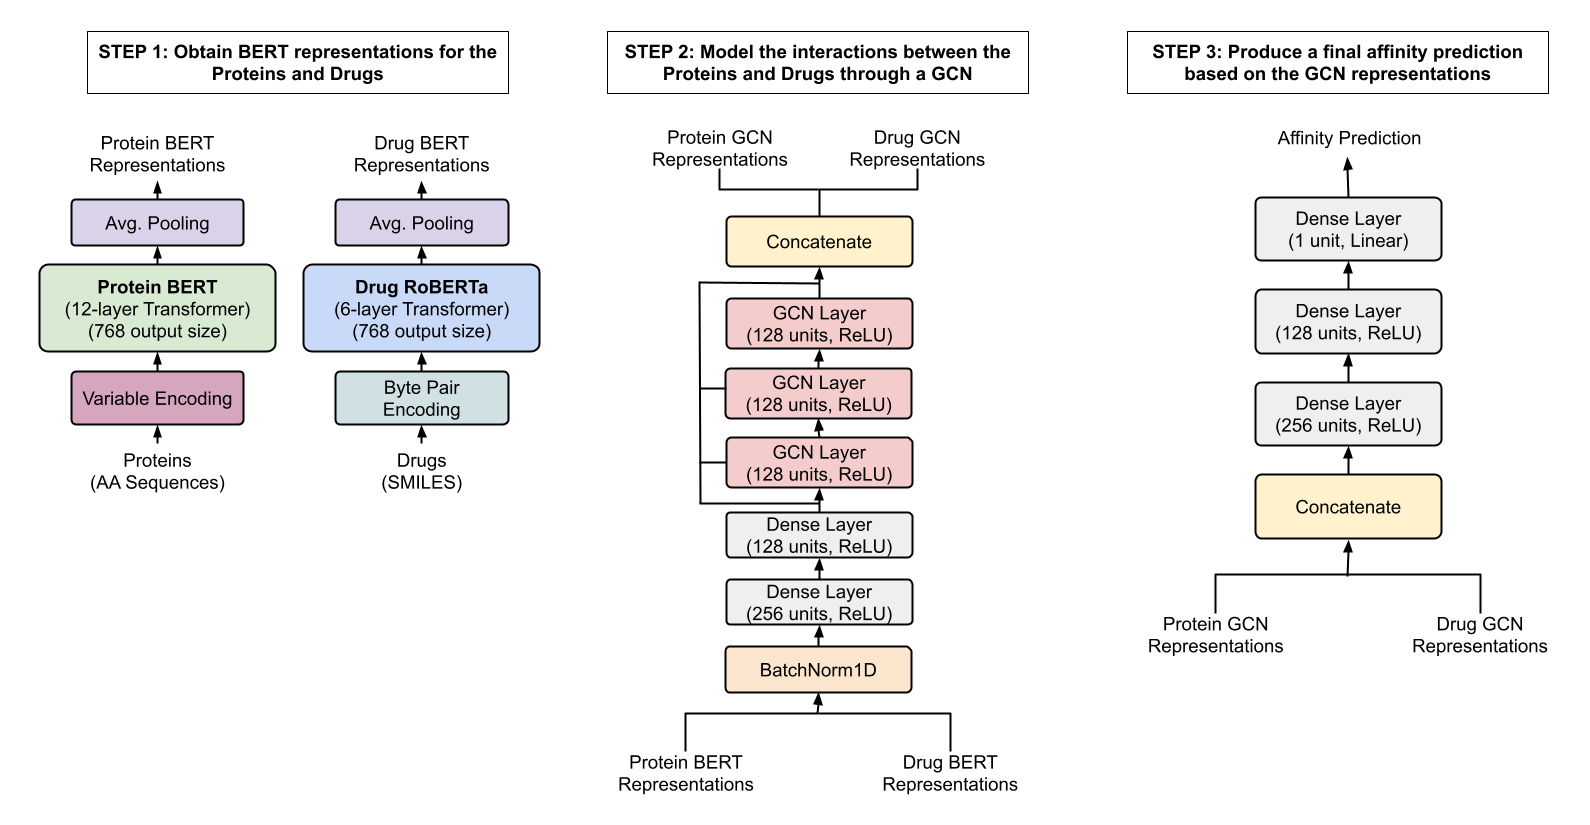 STEP 1: Obtain BERT representations for the
Proteins and Drugs
Protein BERT
Representations
Drug BERT
Representations
Avg. Pooling
Avg. Pooling
Protein BERT
(12-layer Transformer)
(768 output size)
Drug RoBERTa
(6-layer Transformer)
(768 output size)
Variable Encoding
Byte Pair
Encoding
Proteins
(AA Sequences)
Drugs
(SMILES)
STEP 2: Model the interactions between the
Proteins and Drugs through a GCN
Protein GCN
Representations
Drug GCN
Representations
Concatenate
GCN Layer
(128 units, ReLU)
GCN Layer
(128 units, ReLU)
GCN Layer
(128 units, ReLU)
Dense Layer
(128 units, ReLU)
Dense Layer
(256 units, ReLU)
BatchNorm1D
Protein BERT
Representations
Drug BERT
Representations
STEP 3: Produce a final affinity prediction
based on the GCN representations
Affinity Prediction
Dense Layer
(1 unit, Linear)
Dense Layer
(128 units, ReLU)
Dense Layer
(256 units, ReLU)
Concatenate
Protein GCN
Representations
Drug GCN
Representations